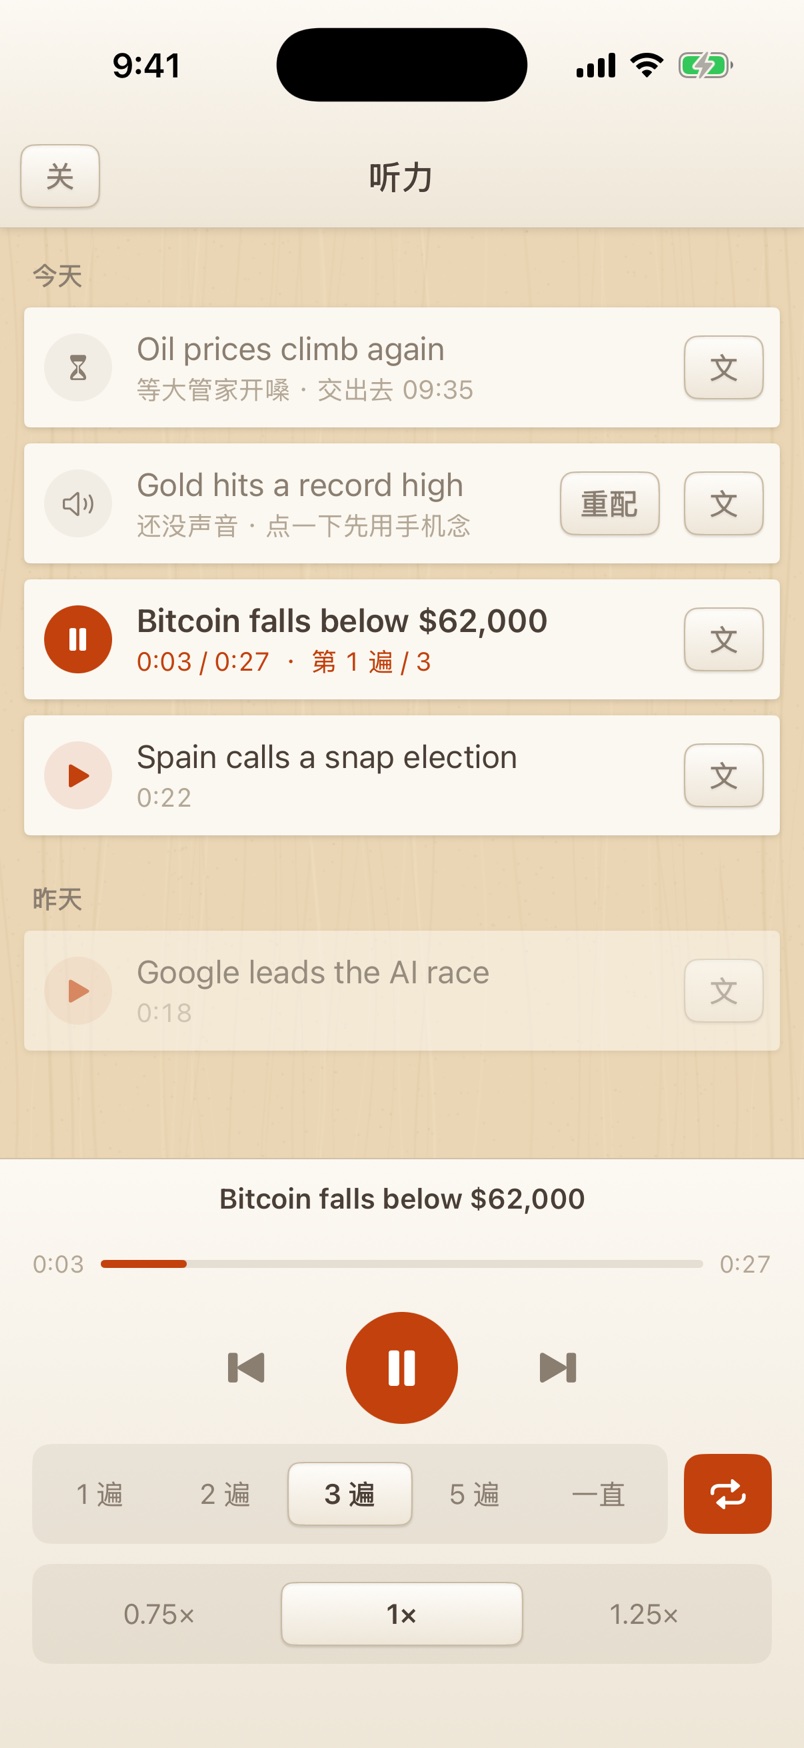 9:41
关
听力
今天
Oil prices climb again
等大管家开嗓 · 交出去 09:35
文
Gold hits a record high
还没声音 · 点一下先用手机念
重配
文
Bitcoin falls below $62,000
0:03 / 0:27 · 第 1 遍 / 3
文
Spain calls a snap election
0:22
文
昨天
Google leads the AI race
0:18
文
Bitcoin falls below $62,000
0:03
0:27
1 遍 2 遍 3 遍 5 遍 一直
0.75× 1× 1.25×